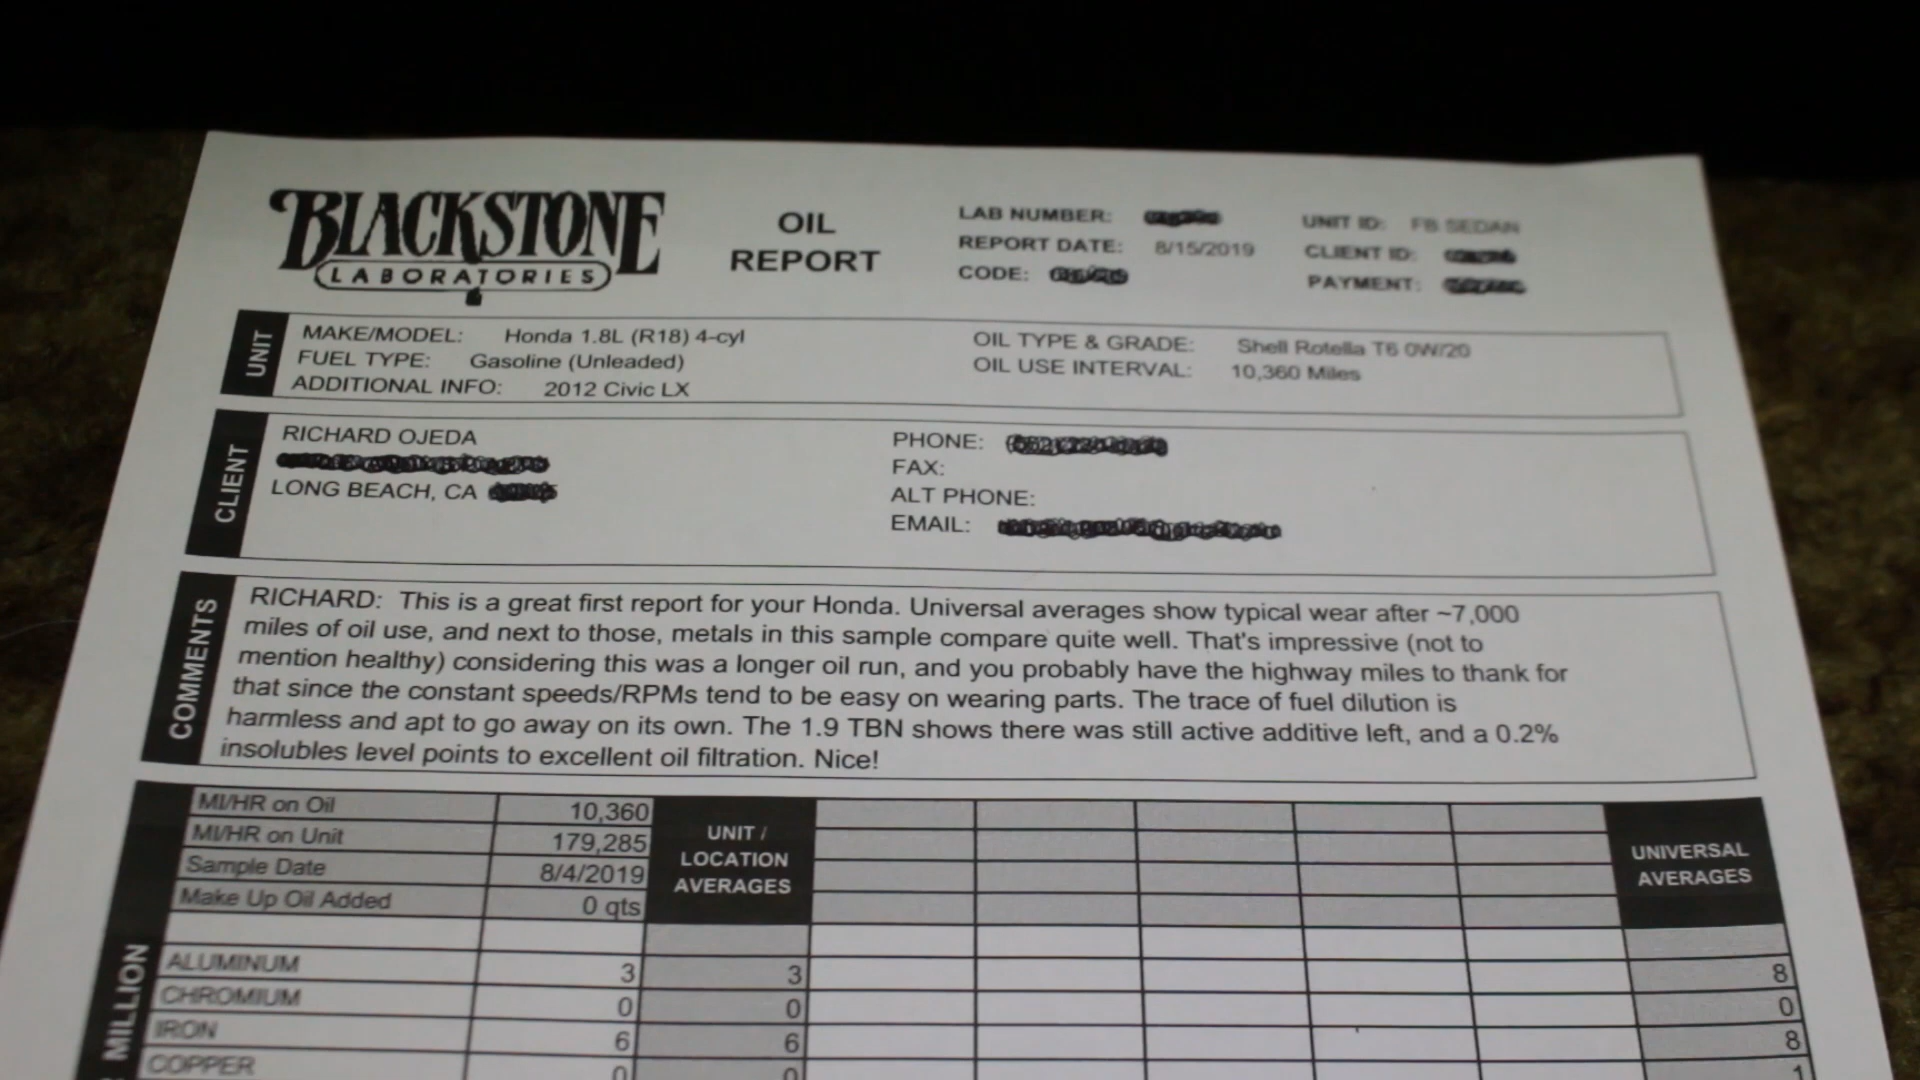 BLACKSTONE
LABORATORIES
OIL
REPORT
LAB NUMBER:
REPORT DATE: 8/15/2019
CODE:
UNIT ID: FB SEDAN
CLIENT ID:
PAYMENT:
UNIT
MAKE/MODEL: Honda 1.8L (R18) 4-cyl
FUEL TYPE: Gasoline (Unleaded)
ADDITIONAL INFO: 2012 Civic LX
OIL TYPE & GRADE: Shell Rotella T6 0W/20
OIL USE INTERVAL: 10,360 Miles
CLIENT
RICHARD OJEDA
LONG BEACH, CA
PHONE:
FAX:
ALT PHONE:
EMAIL:
COMMENTS
RICHARD: This is a great first report for your Honda. Universal averages show typical wear after ~7,000
miles of oil use, and next to those, metals in this sample compare quite well. That's impressive (not to
mention healthy) considering this was a longer oil run, and you probably have the highway miles to thank for
that since the constant speeds/RPMs tend to be easy on wearing parts. The trace of fuel dilution is
harmless and apt to go away on its own. The 1.9 TBN shows there was still active additive left, and a 0.2%
insolubles level points to excellent oil filtration. Nice!
MI/HR on Oil 10,360
MI/HR on Unit 179,285
Sample Date 8/4/2019
Make Up Oil Added 0 qts
UNIT /
LOCATION
AVERAGES
UNIVERSAL
AVERAGES
MILLION
ALUMINUM 3 3 8
CHROMIUM 0 0 0
IRON 6 6 8
COPPER 0 0 1